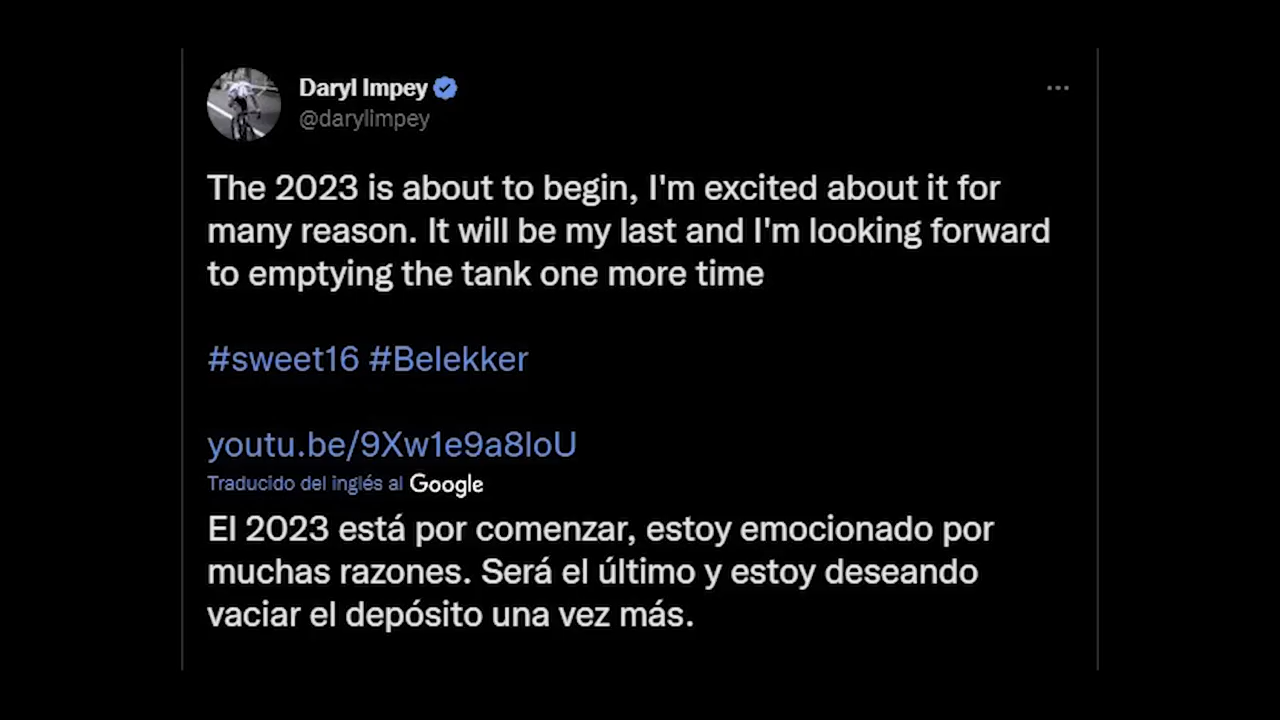 Daryl Impey
@darylimpey
The 2023 is about to begin, I'm excited about it for
many reason. It will be my last and I'm looking forward
to emptying the tank one more time
#sweet16 #Belekker
youtu.be/9Xw1e9a8loU
Traducido del inglés al Google
El 2023 está por comenzar, estoy emocionado por
muchas razones. Será el último y estoy deseando
vaciar el depósito una vez más.